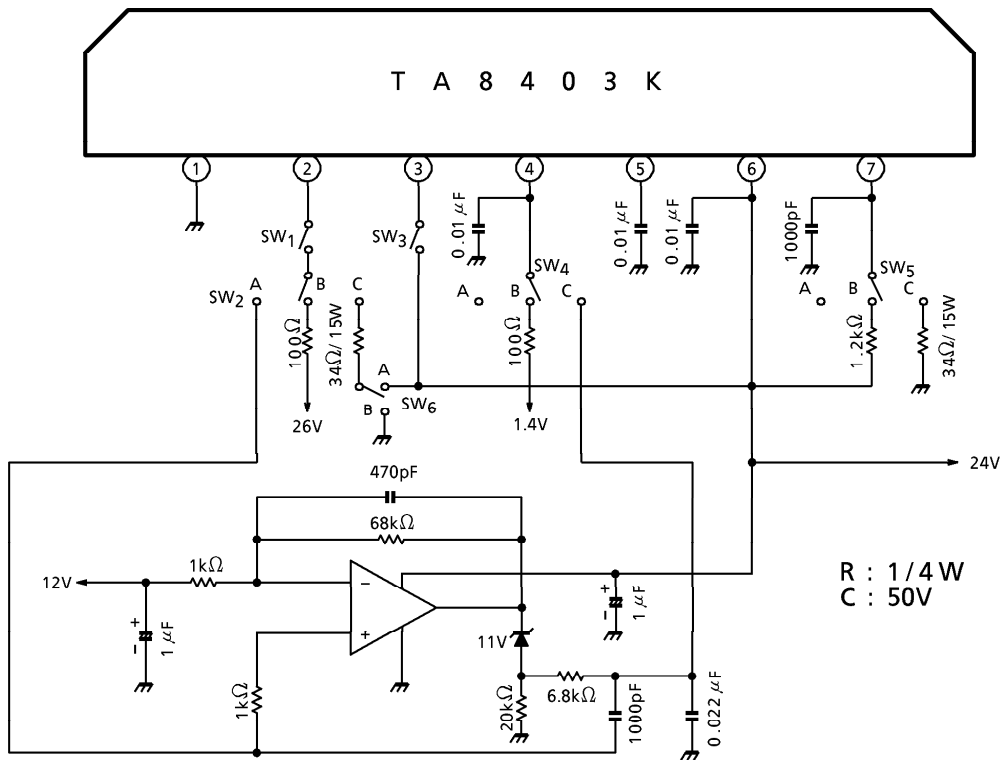 T A 8 4 0 3 K
1 2 3 4 5 6 7
SW1
SW3
0.01 μF
0.01 μF
0.01 μF
1000pF
SW2 A B C
SW4
A B C
SW5
A B C
100Ω
34Ω/15W
100Ω
1.2kΩ
34Ω/15W
A
B
SW6
26V
1.4V
24V
470pF
68kΩ
12V
1kΩ
−
+
+
−
1 μF
+
−
1 μF
R : 1/4W
C : 50V
11V
1kΩ
20kΩ
6.8kΩ
1000pF
0.022 μF